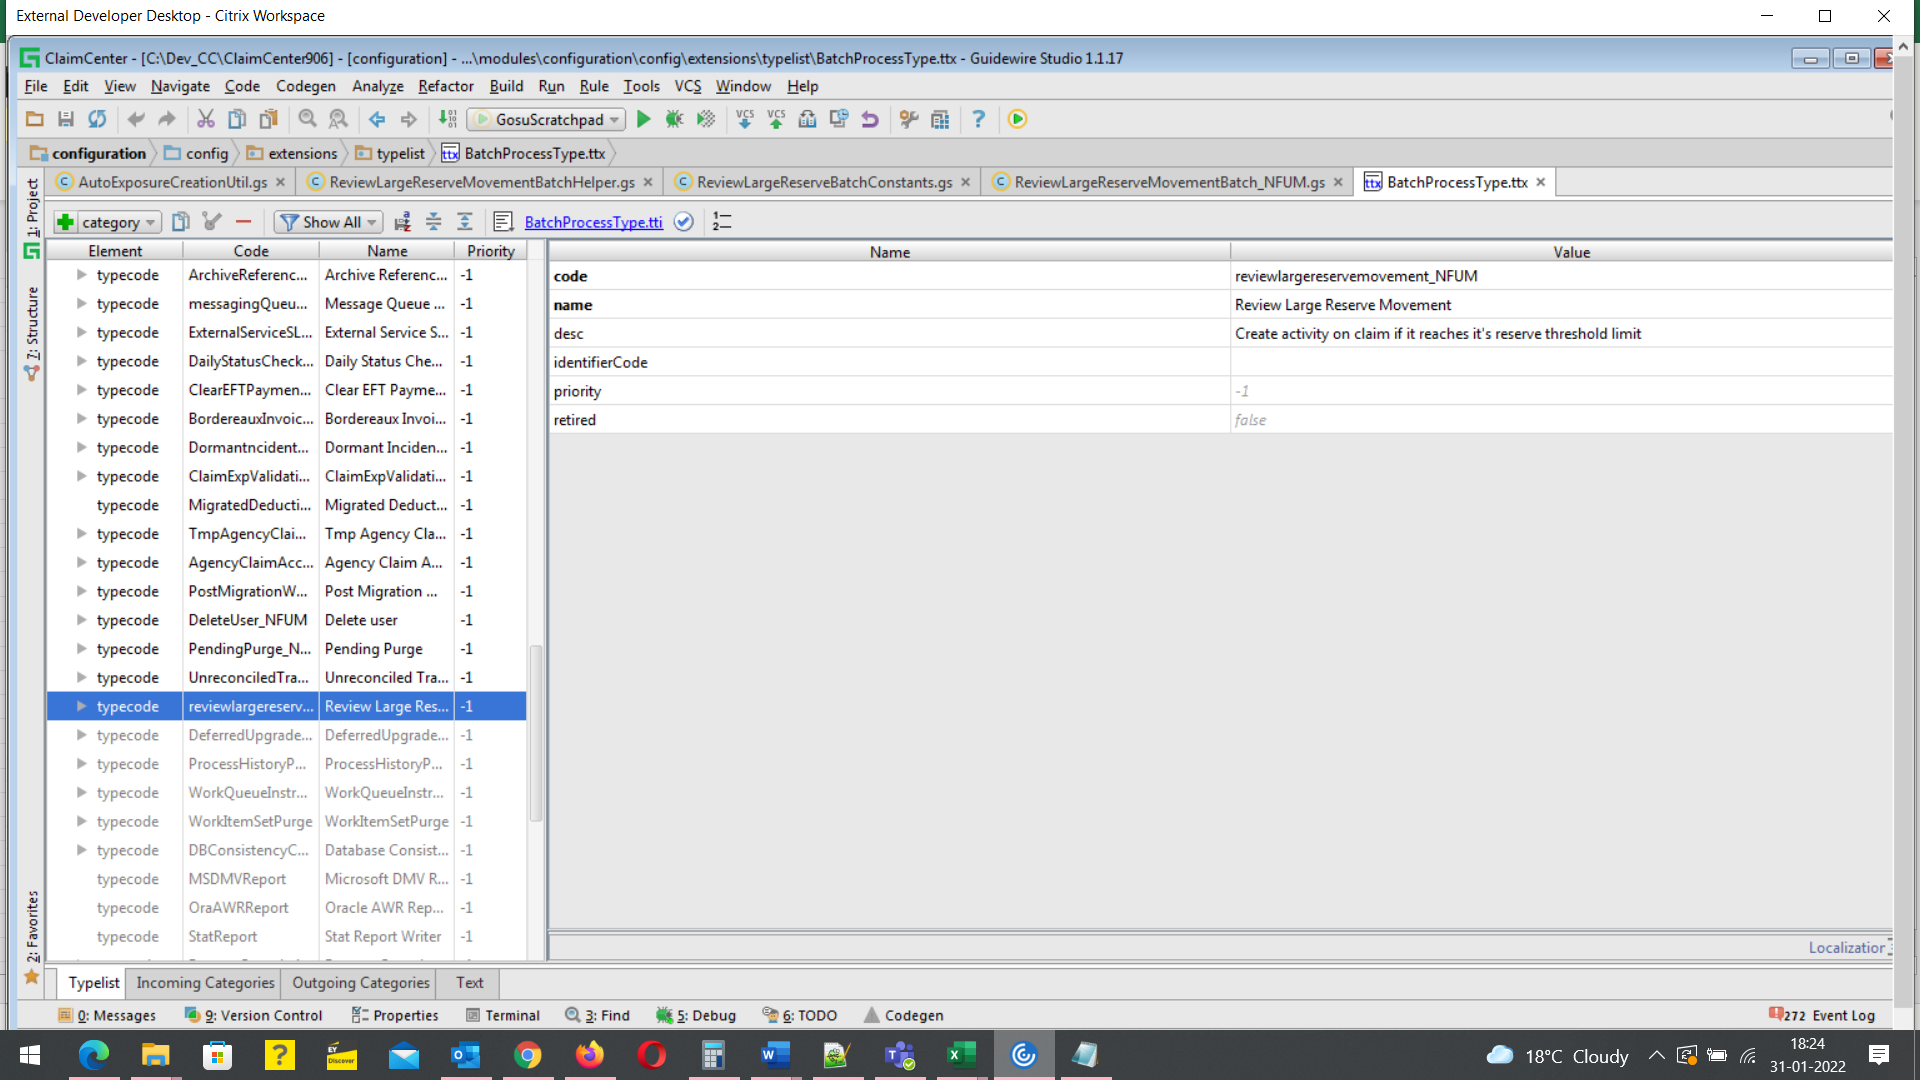 External Developer Desktop - Citrix Workspace
ClaimCenter - [C:\Dev_CC\ClaimCenter906] - [configuration] - ...\modules\configuration\config\extensions\typelist\BatchProcessType.ttx - Guidewire Studio 1.1.17
File Edit View Navigate Code Codegen Analyze Refactor Build Run Rule Tools VCS Window Help
GosuScratchpad VCS VCS ?
configuration config extensions ttx typelist BatchProcessType.ttx
AutoExposureCreationUtil.gs ReviewLargeReserveMovementBatchHelper.gs ReviewLargeReserveBatchConstants.gs ReviewLargeReserveMovementBatch_NFUM.gs ttx BatchProcessType.ttx
1: Project
7: Structure
2: Favorites
category Show All BatchProcessType.tti
Element Code Name Priority
typecode ArchiveReferenc... Archive Referenc... -1
typecode messagingQueu... Message Queue ... -1
typecode ExternalServiceSL... External Service S... -1
typecode DailyStatusCheck... Daily Status Che... -1
typecode ClearEFTPaymen... Clear EFT Payme... -1
typecode BordereauxInvoic... Bordereaux Invoi... -1
typecode Dormantncident... Dormant Inciden... -1
typecode ClaimExpValidati... ClaimExpValidati... -1
typecode MigratedDeducti... Migrated Deduct... -1
typecode TmpAgencyClai... Tmp Agency Cla... -1
typecode AgencyClaimAcc... Agency Claim A... -1
typecode PostMigrationW... Post Migration ... -1
typecode DeleteUser_NFUM Delete user -1
typecode PendingPurge_N... Pending Purge -1
typecode UnreconciledTra... Unreconciled Tra... -1
typecode reviewlargereserv... Review Large Res... -1
typecode DeferredUpgrade... DeferredUpgrade... -1
typecode ProcessHistoryP... ProcessHistoryP... -1
typecode WorkQueueInstr... WorkQueueInstr... -1
typecode WorkItemSetPurge WorkItemSetPurge -1
typecode DBConsistencyC... Database Consist... -1
typecode MSDMVReport Microsoft DMV R... -1
typecode OraAWRReport Oracle AWR Rep... -1
typecode StatReport Stat Report Writer -1
Name Value
code reviewlargereservemovement_NFUM
name Review Large Reserve Movement
desc Create activity on claim if it reaches it's reserve threshold limit
identifierCode
priority -1
retired false
Localization
Typelist Incoming Categories Outgoing Categories Text
0: Messages 9: Version Control Properties Terminal 3: Find 5: Debug 6: TODO Codegen 272 Event Log
EY Discover
18°C Cloudy
18:24
31-01-2022